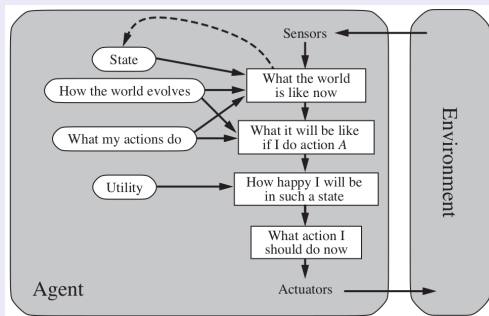 Sensors
State
What the world
is like now
How the world evolves
What my actions do
What it will be like
if I do action A
Utility
How happy I will be
in such a state
What action I
should do now
Agent
Actuators
Environment